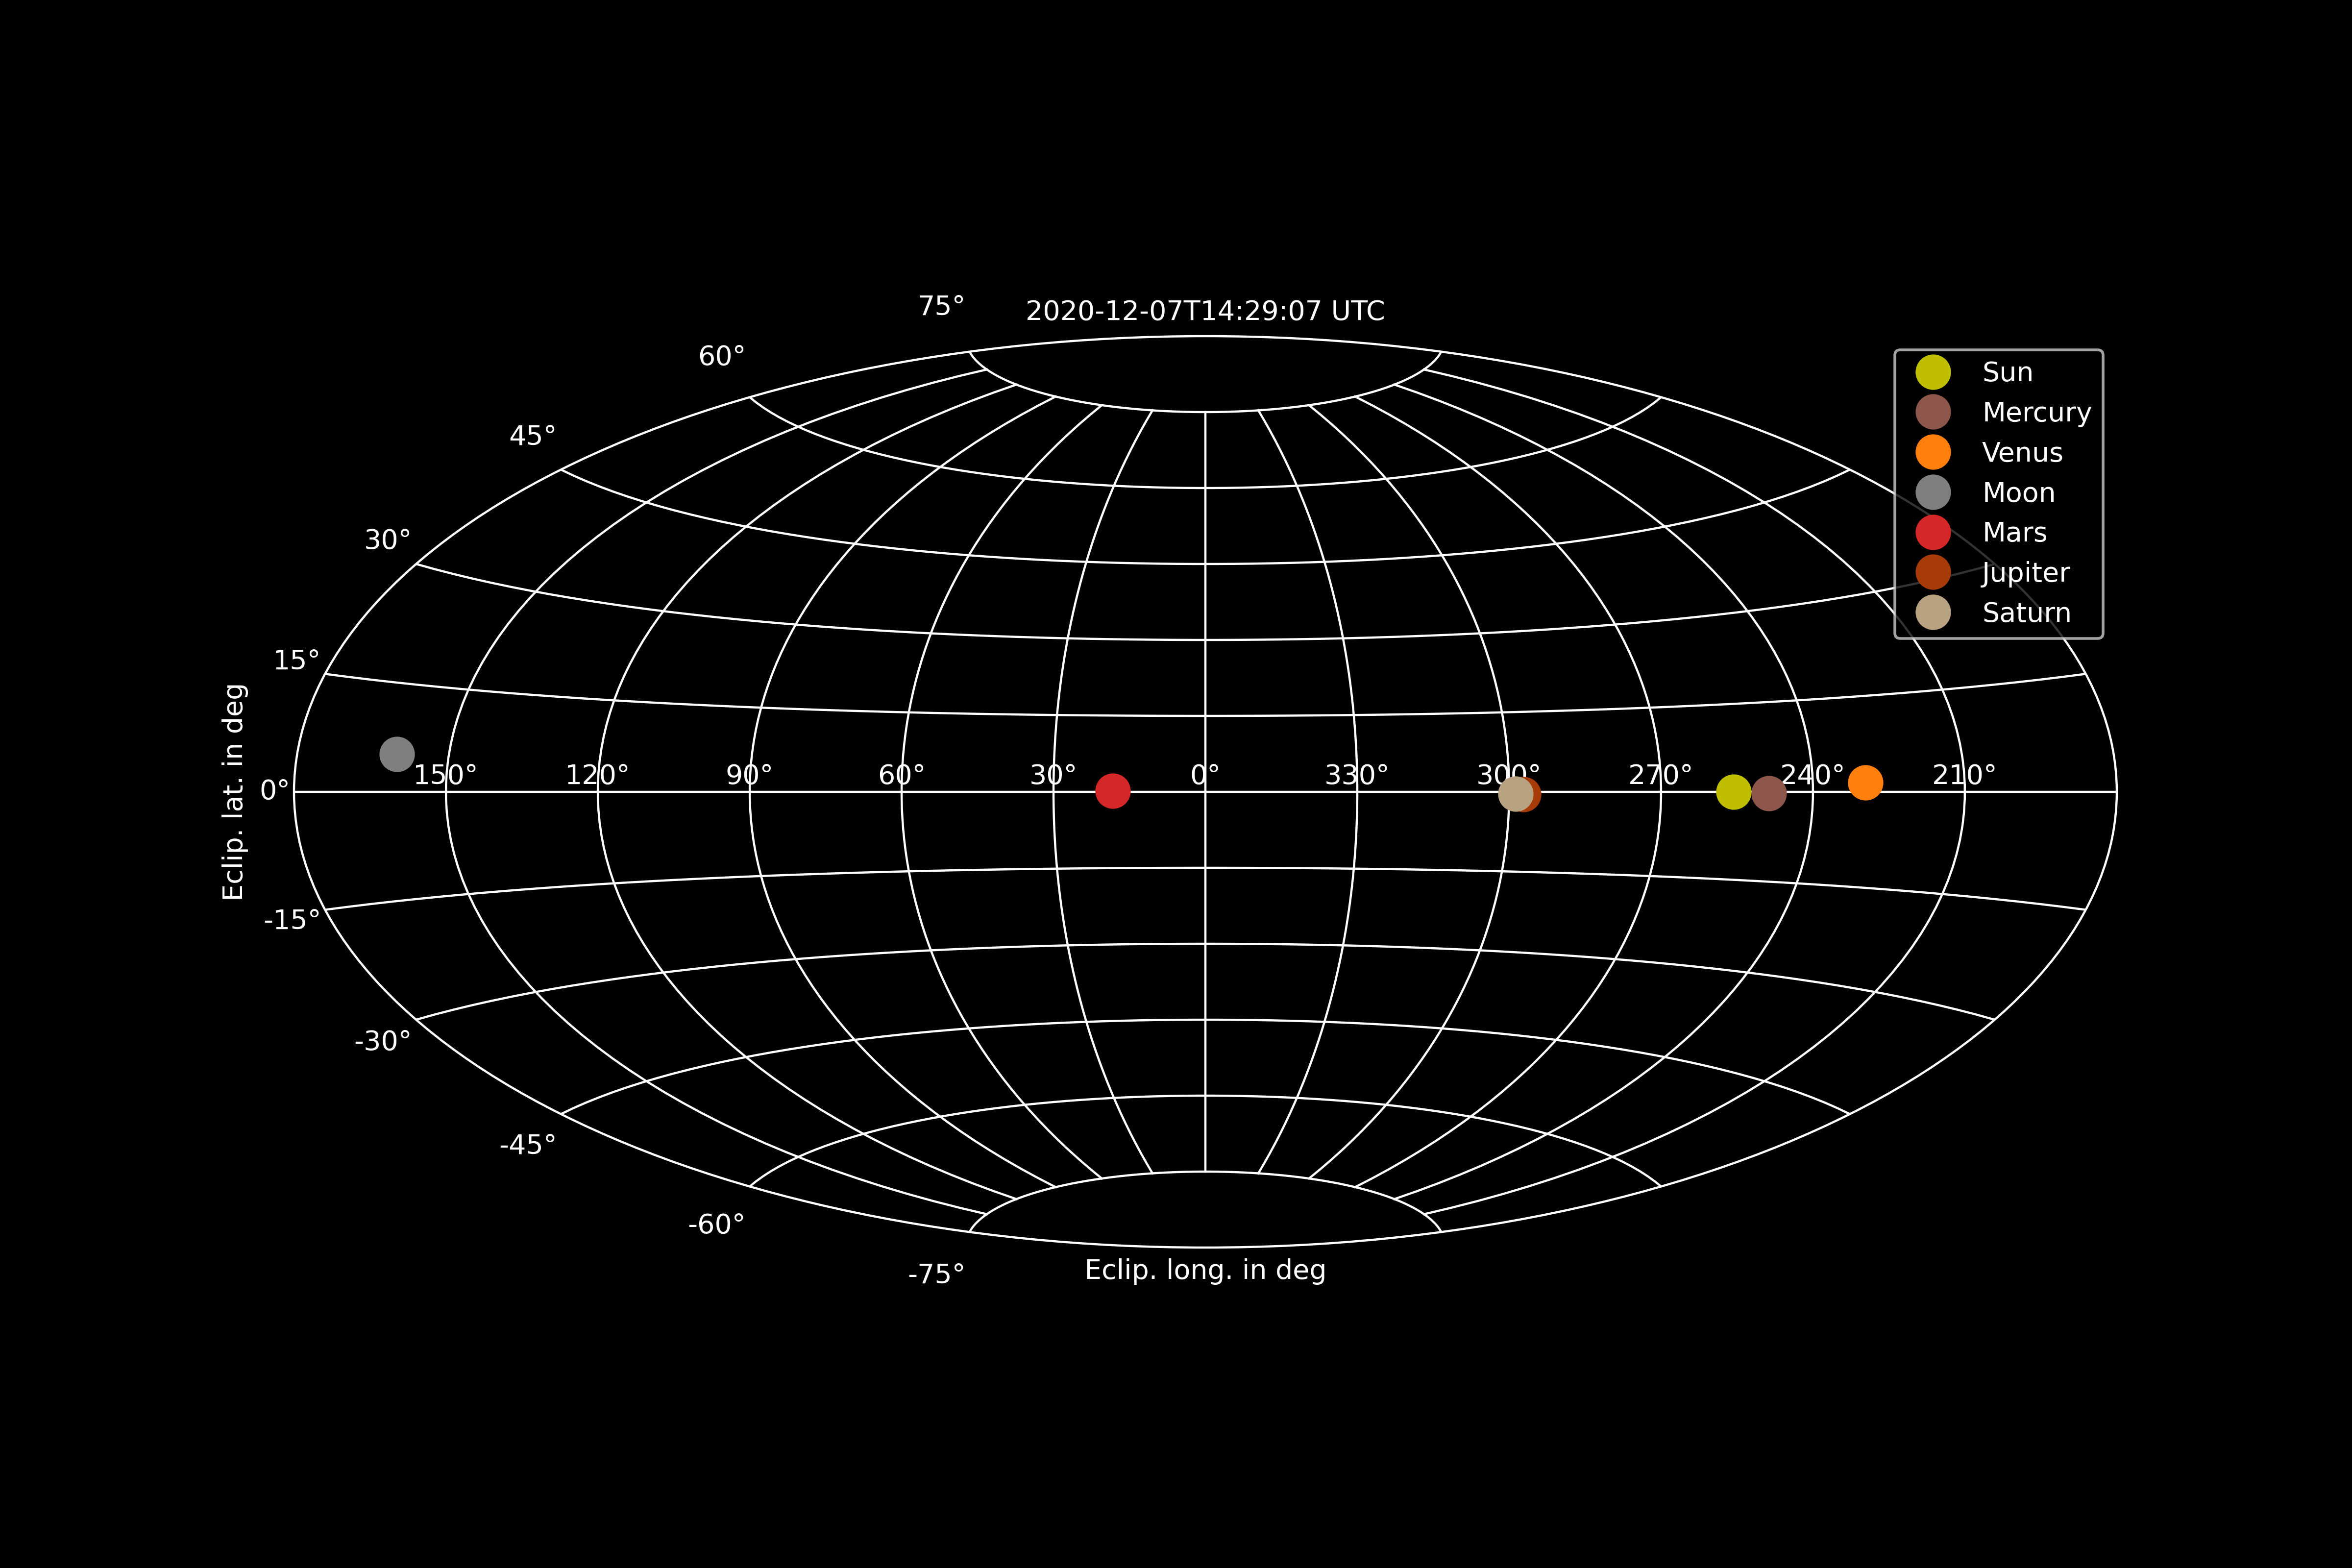 2020-12-07T14:29:07 UTC
75°
60°
45°
30°
15°
0°
-15°
-30°
-45°
-60°
-75°
Eclip. lat. in deg
150° 120° 90° 60° 30° 0° 330° 300° 270° 240° 210°
Eclip. long. in deg
Sun
Mercury
Venus
Moon
Mars
Jupiter
Saturn